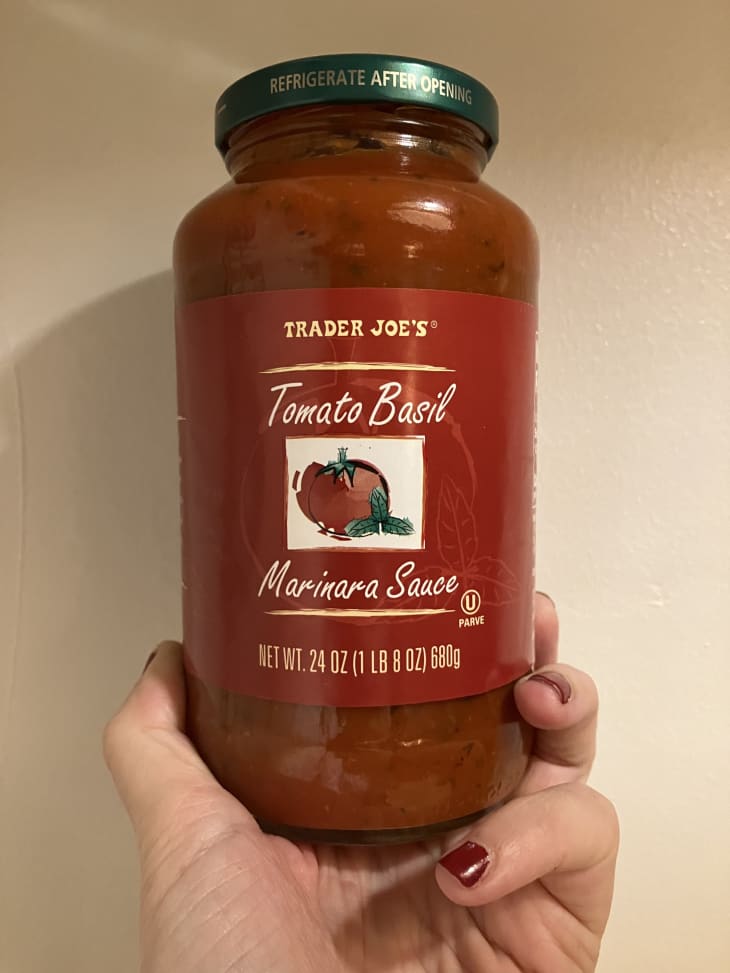 REFRIGERATE AFTER OPENING
TRADER JOE'S®
Tomato Basil
Marinara Sauce
U
PARVE
NET WT. 24 OZ (1 LB 8 OZ) 680g